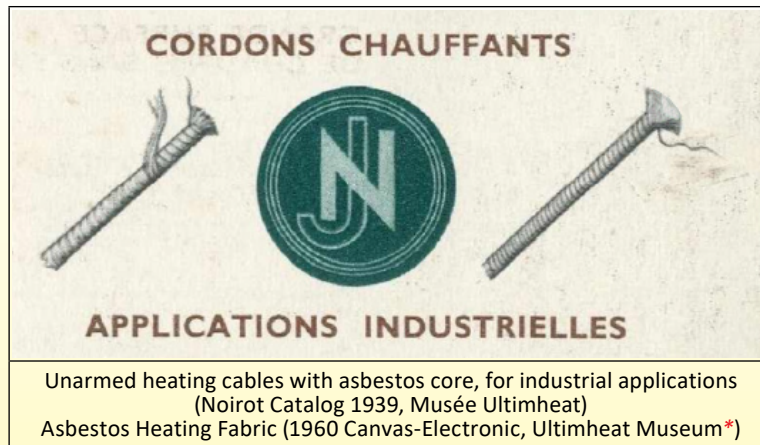 CORDONS CHAUFFANTS
JN
APPLICATIONS INDUSTRIELLES
Unarmed heating cables with asbestos core, for industrial applications
(Noirot Catalog 1939, Musée Ultimheat)
Asbestos Heating Fabric (1960 Canvas-Electronic, Ultimheat Museum*)